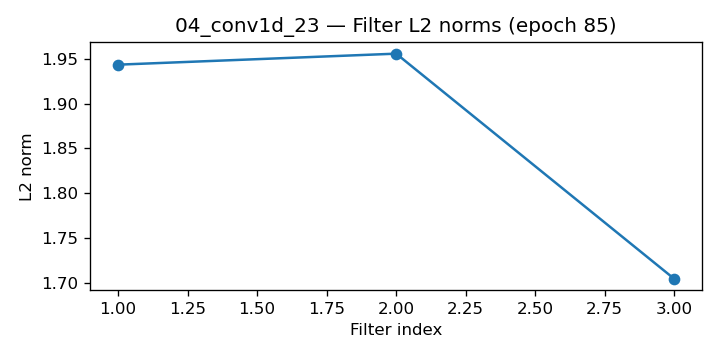 04_conv1d_23 — Filter L2 norms (epoch 85)
L2 norm
1.95
1.90
1.85
1.80
1.75
1.70
1.00 1.25 1.50 1.75 2.00 2.25 2.50 2.75 3.00
Filter index